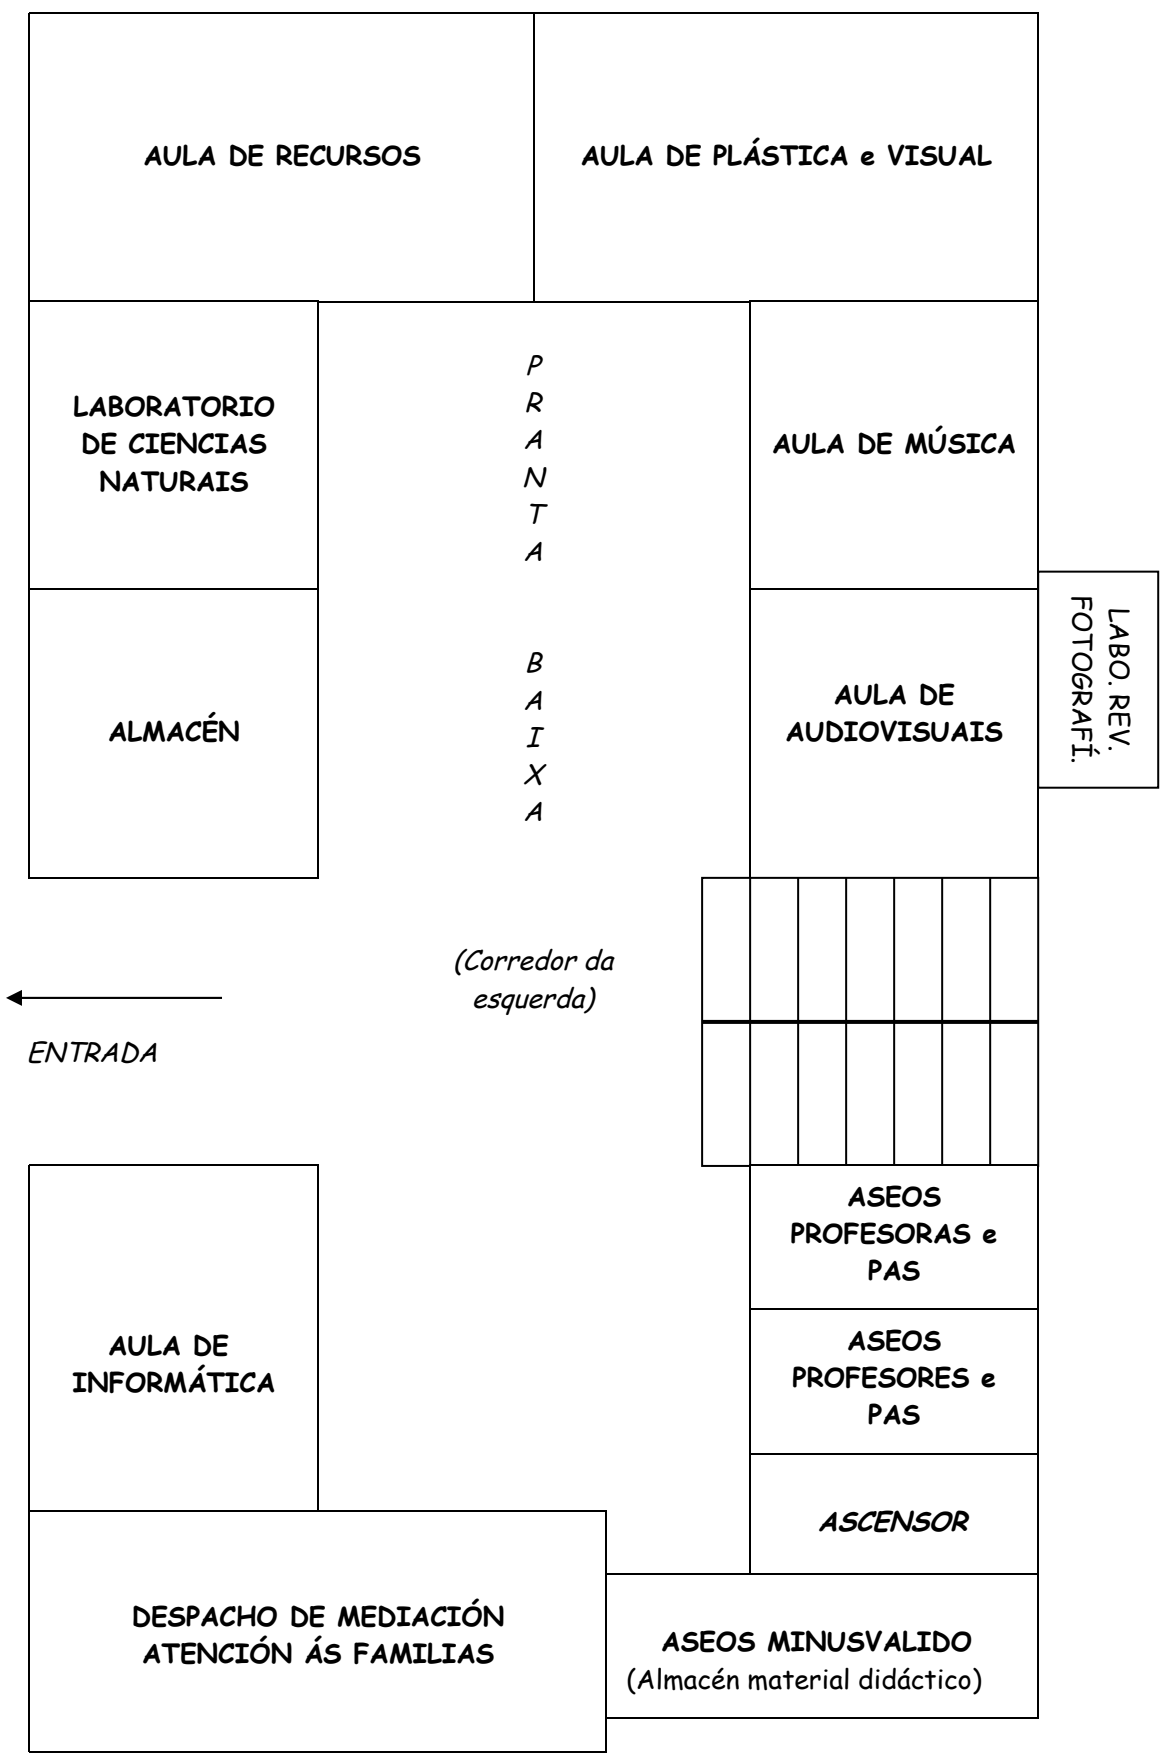 AULA DE RECURSOS
AULA DE PLÁSTICA e VISUAL
LABORATORIO
DE CIENCIAS
NATURAIS
PRANTA BAIXA
AULA DE MÚSICA
ALMACÉN
AULA DE
AUDIOVISUAIS
LABO. REV.
FOTOGRAFÍ.
(Corredor da
esquerda)
ENTRADA
AULA DE
INFORMÁTICA
ASEOS
PROFESORAS e
PAS
ASEOS
PROFESORES e
PAS
ASCENSOR
DESPACHO DE MEDIACIÓN
ATENCIÓN ÁS FAMILIAS
ASEOS MINUSVALIDO
(Almacén material didáctico)